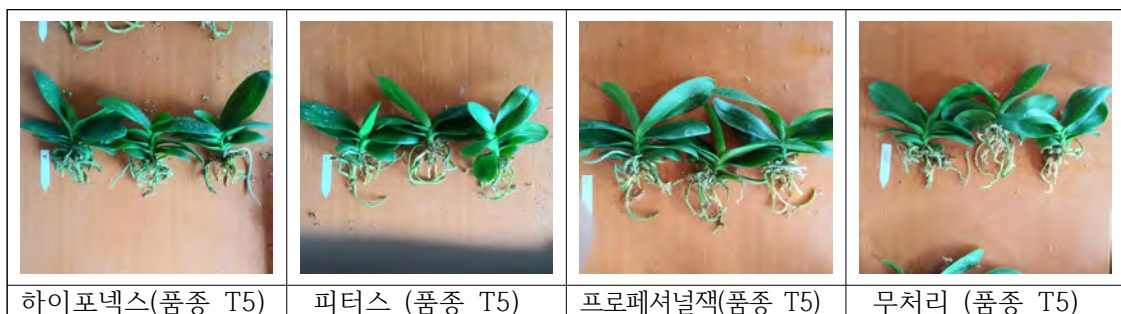 하이포넥스(품종 T5)
피터스 (품종 T5)
프로페셔널잭(품종 T5)
무처리 (품종 T5)